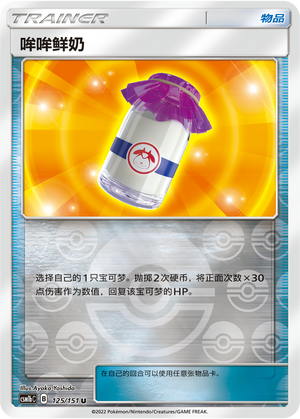 TRAINER
物品
哞哞鲜奶
选择自己的1只宝可梦。抛掷2次硬币，将正面次数×30
点伤害作为数值，回复该宝可梦的HP。
Illus. Ayaka Yoshida
CSM1bC B 125/151 U
在自己的回合可以使用任意张物品卡。
©2022 Pokémon/Nintendo/Creatures/GAME FREAK.